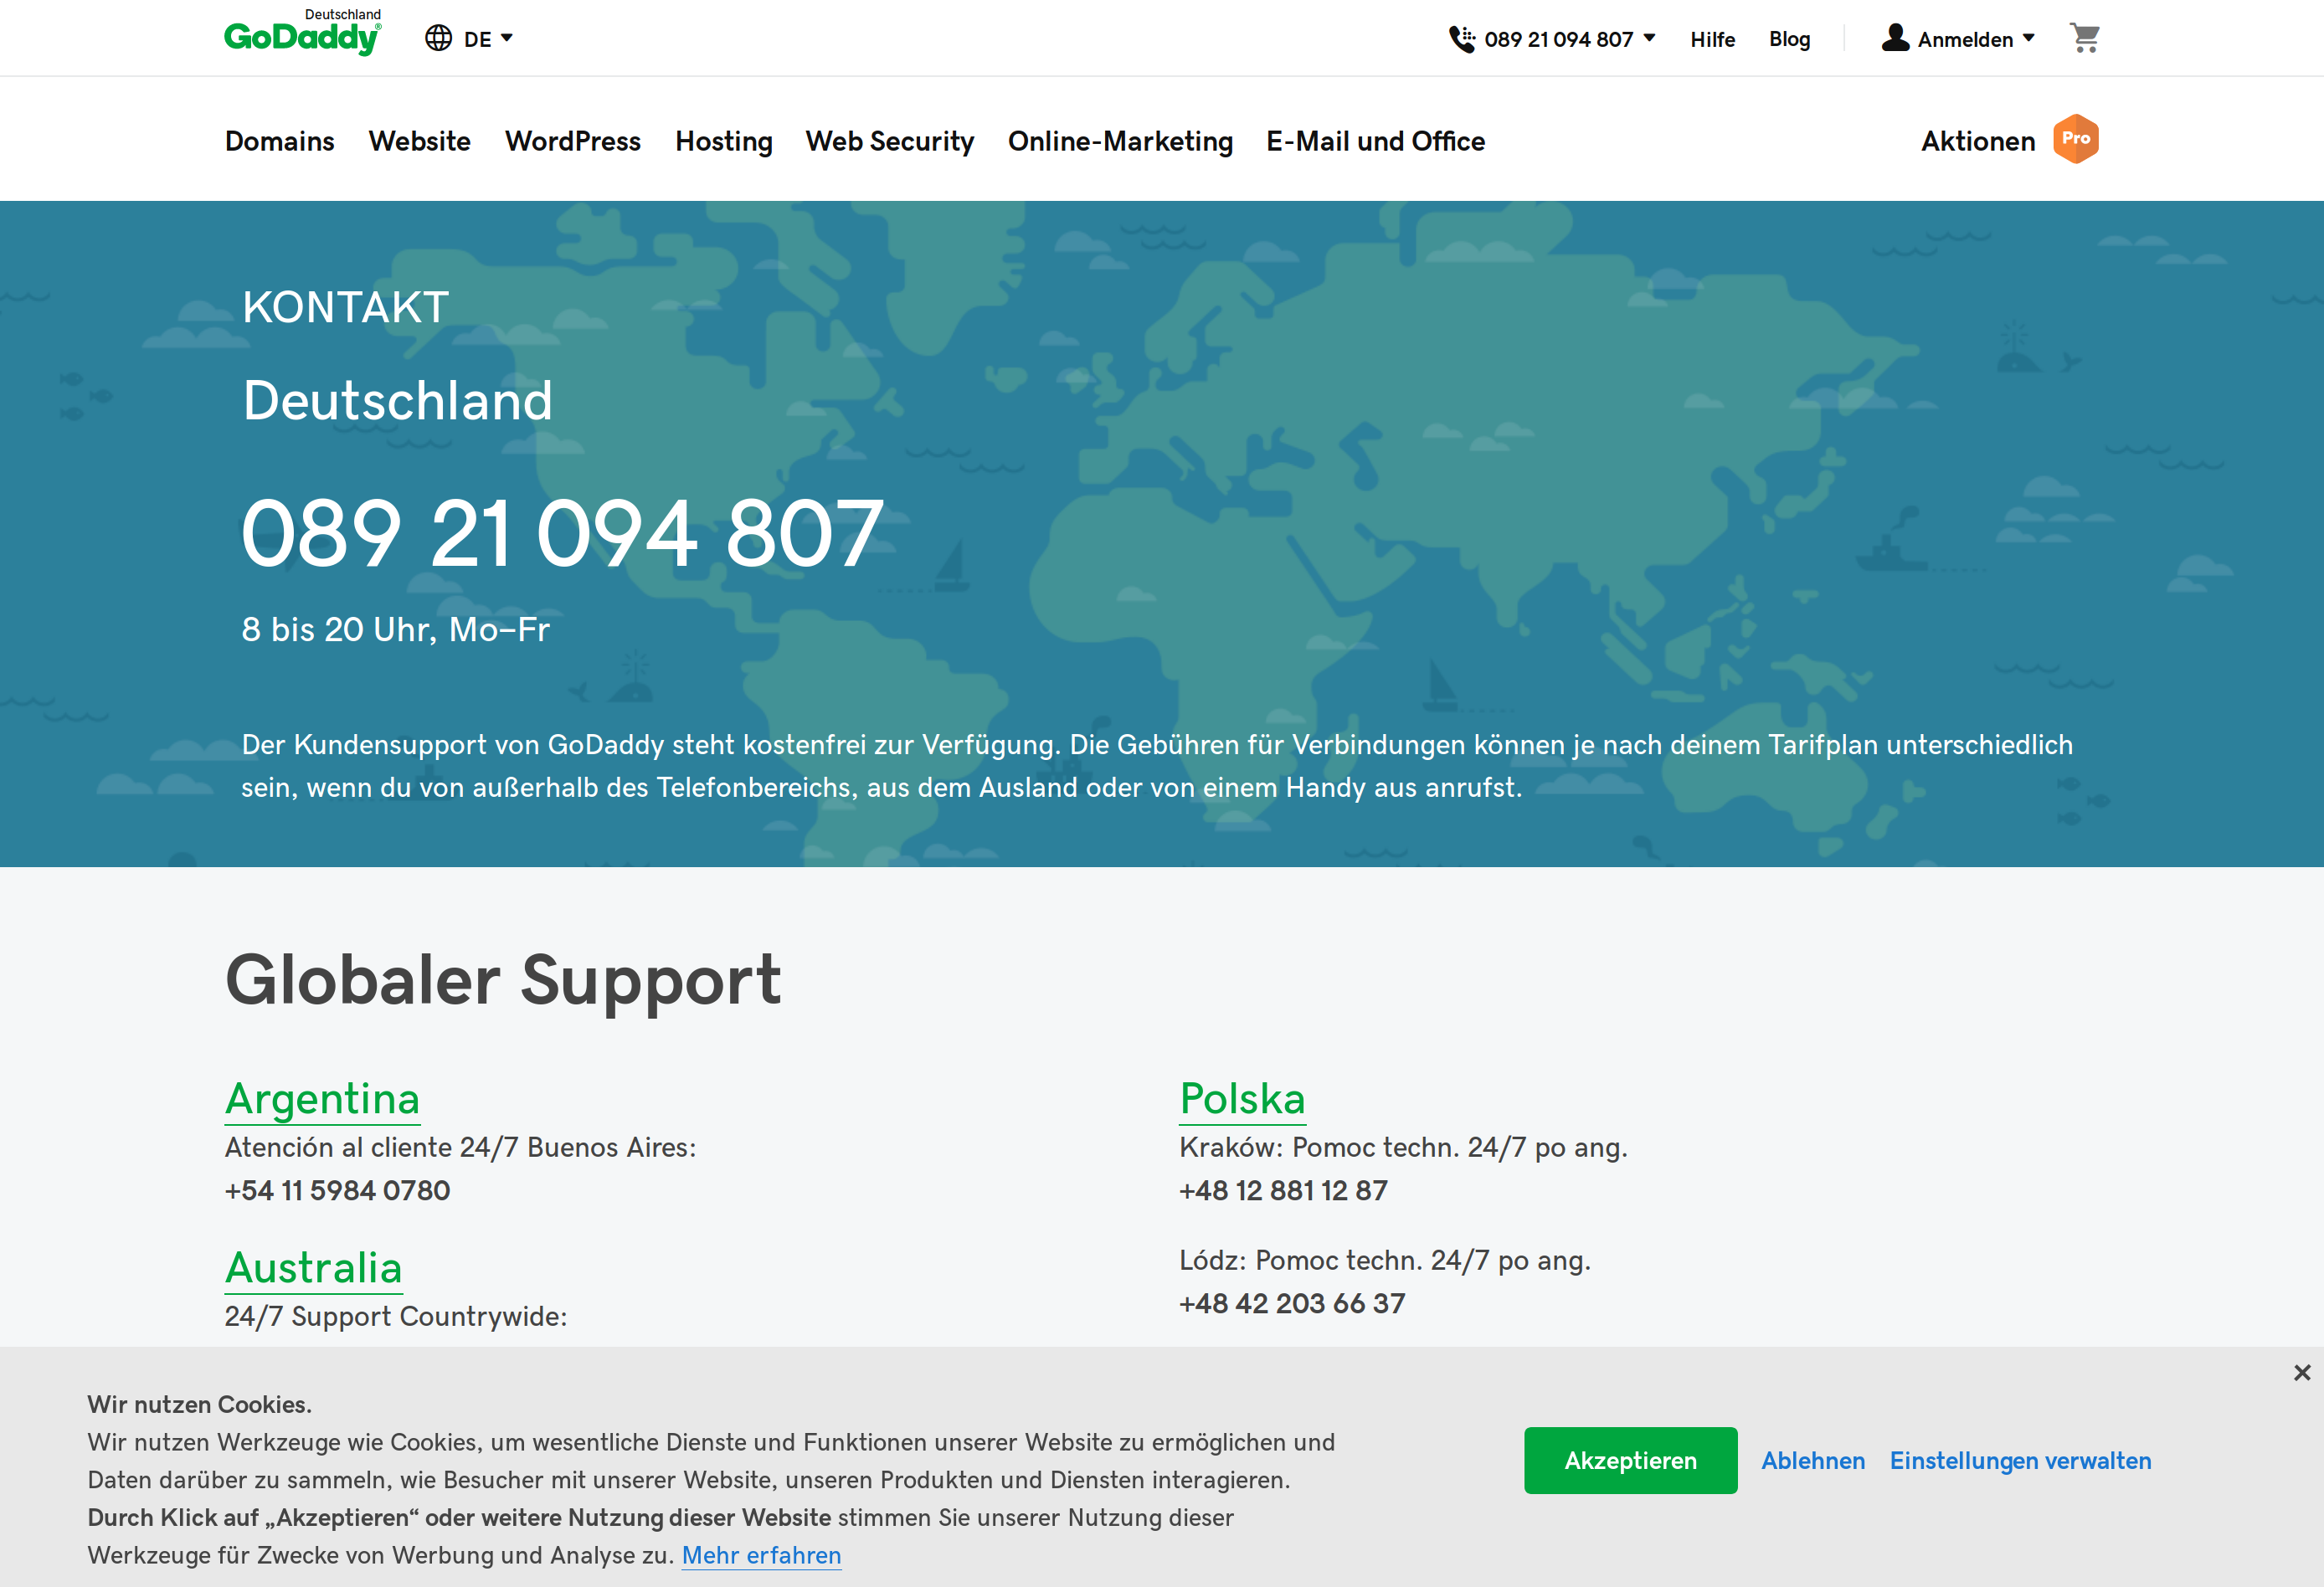 Deutschland
GoDaddy®
DE
089 21 094 807
Hilfe
Blog
Anmelden
Domains
Website
WordPress
Hosting
Web Security
Online-Marketing
E-Mail und Office
Aktionen
Pro
KONTAKT
Deutschland
089 21 094 807
8 bis 20 Uhr, Mo–Fr
Der Kundensupport von GoDaddy steht kostenfrei zur Verfügung. Die Gebühren für Verbindungen können je nach deinem Tarifplan unterschiedlich
sein, wenn du von außerhalb des Telefonbereichs, aus dem Ausland oder von einem Handy aus anrufst.
Globaler Support
Argentina
Atención al cliente 24/7 Buenos Aires:
+54 11 5984 0780
Australia
24/7 Support Countrywide:
Polska
Kraków: Pomoc techn. 24/7 po ang.
+48 12 881 12 87
Lódz: Pomoc techn. 24/7 po ang.
+48 42 203 66 37
Wir nutzen Cookies.
Wir nutzen Werkzeuge wie Cookies, um wesentliche Dienste und Funktionen unserer Website zu ermöglichen und
Daten darüber zu sammeln, wie Besucher mit unserer Website, unseren Produkten und Diensten interagieren.
Durch Klick auf „Akzeptieren“ oder weitere Nutzung dieser Website stimmen Sie unserer Nutzung dieser
Werkzeuge für Zwecke von Werbung und Analyse zu. Mehr erfahren
Akzeptieren
Ablehnen
Einstellungen verwalten